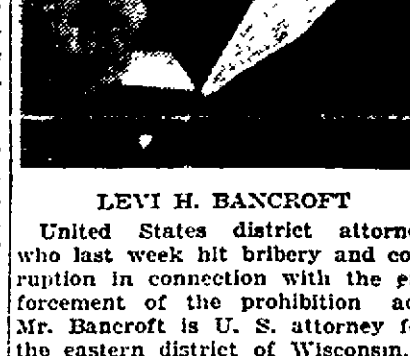 LEVI H. BANCROFT
United States district attorne
who last week hit bribery and co
ruption in connection with the e
forcement of the prohibition ac
Mr. Bancroft is U. S. attorney f
the eastern district of Wisconsin.